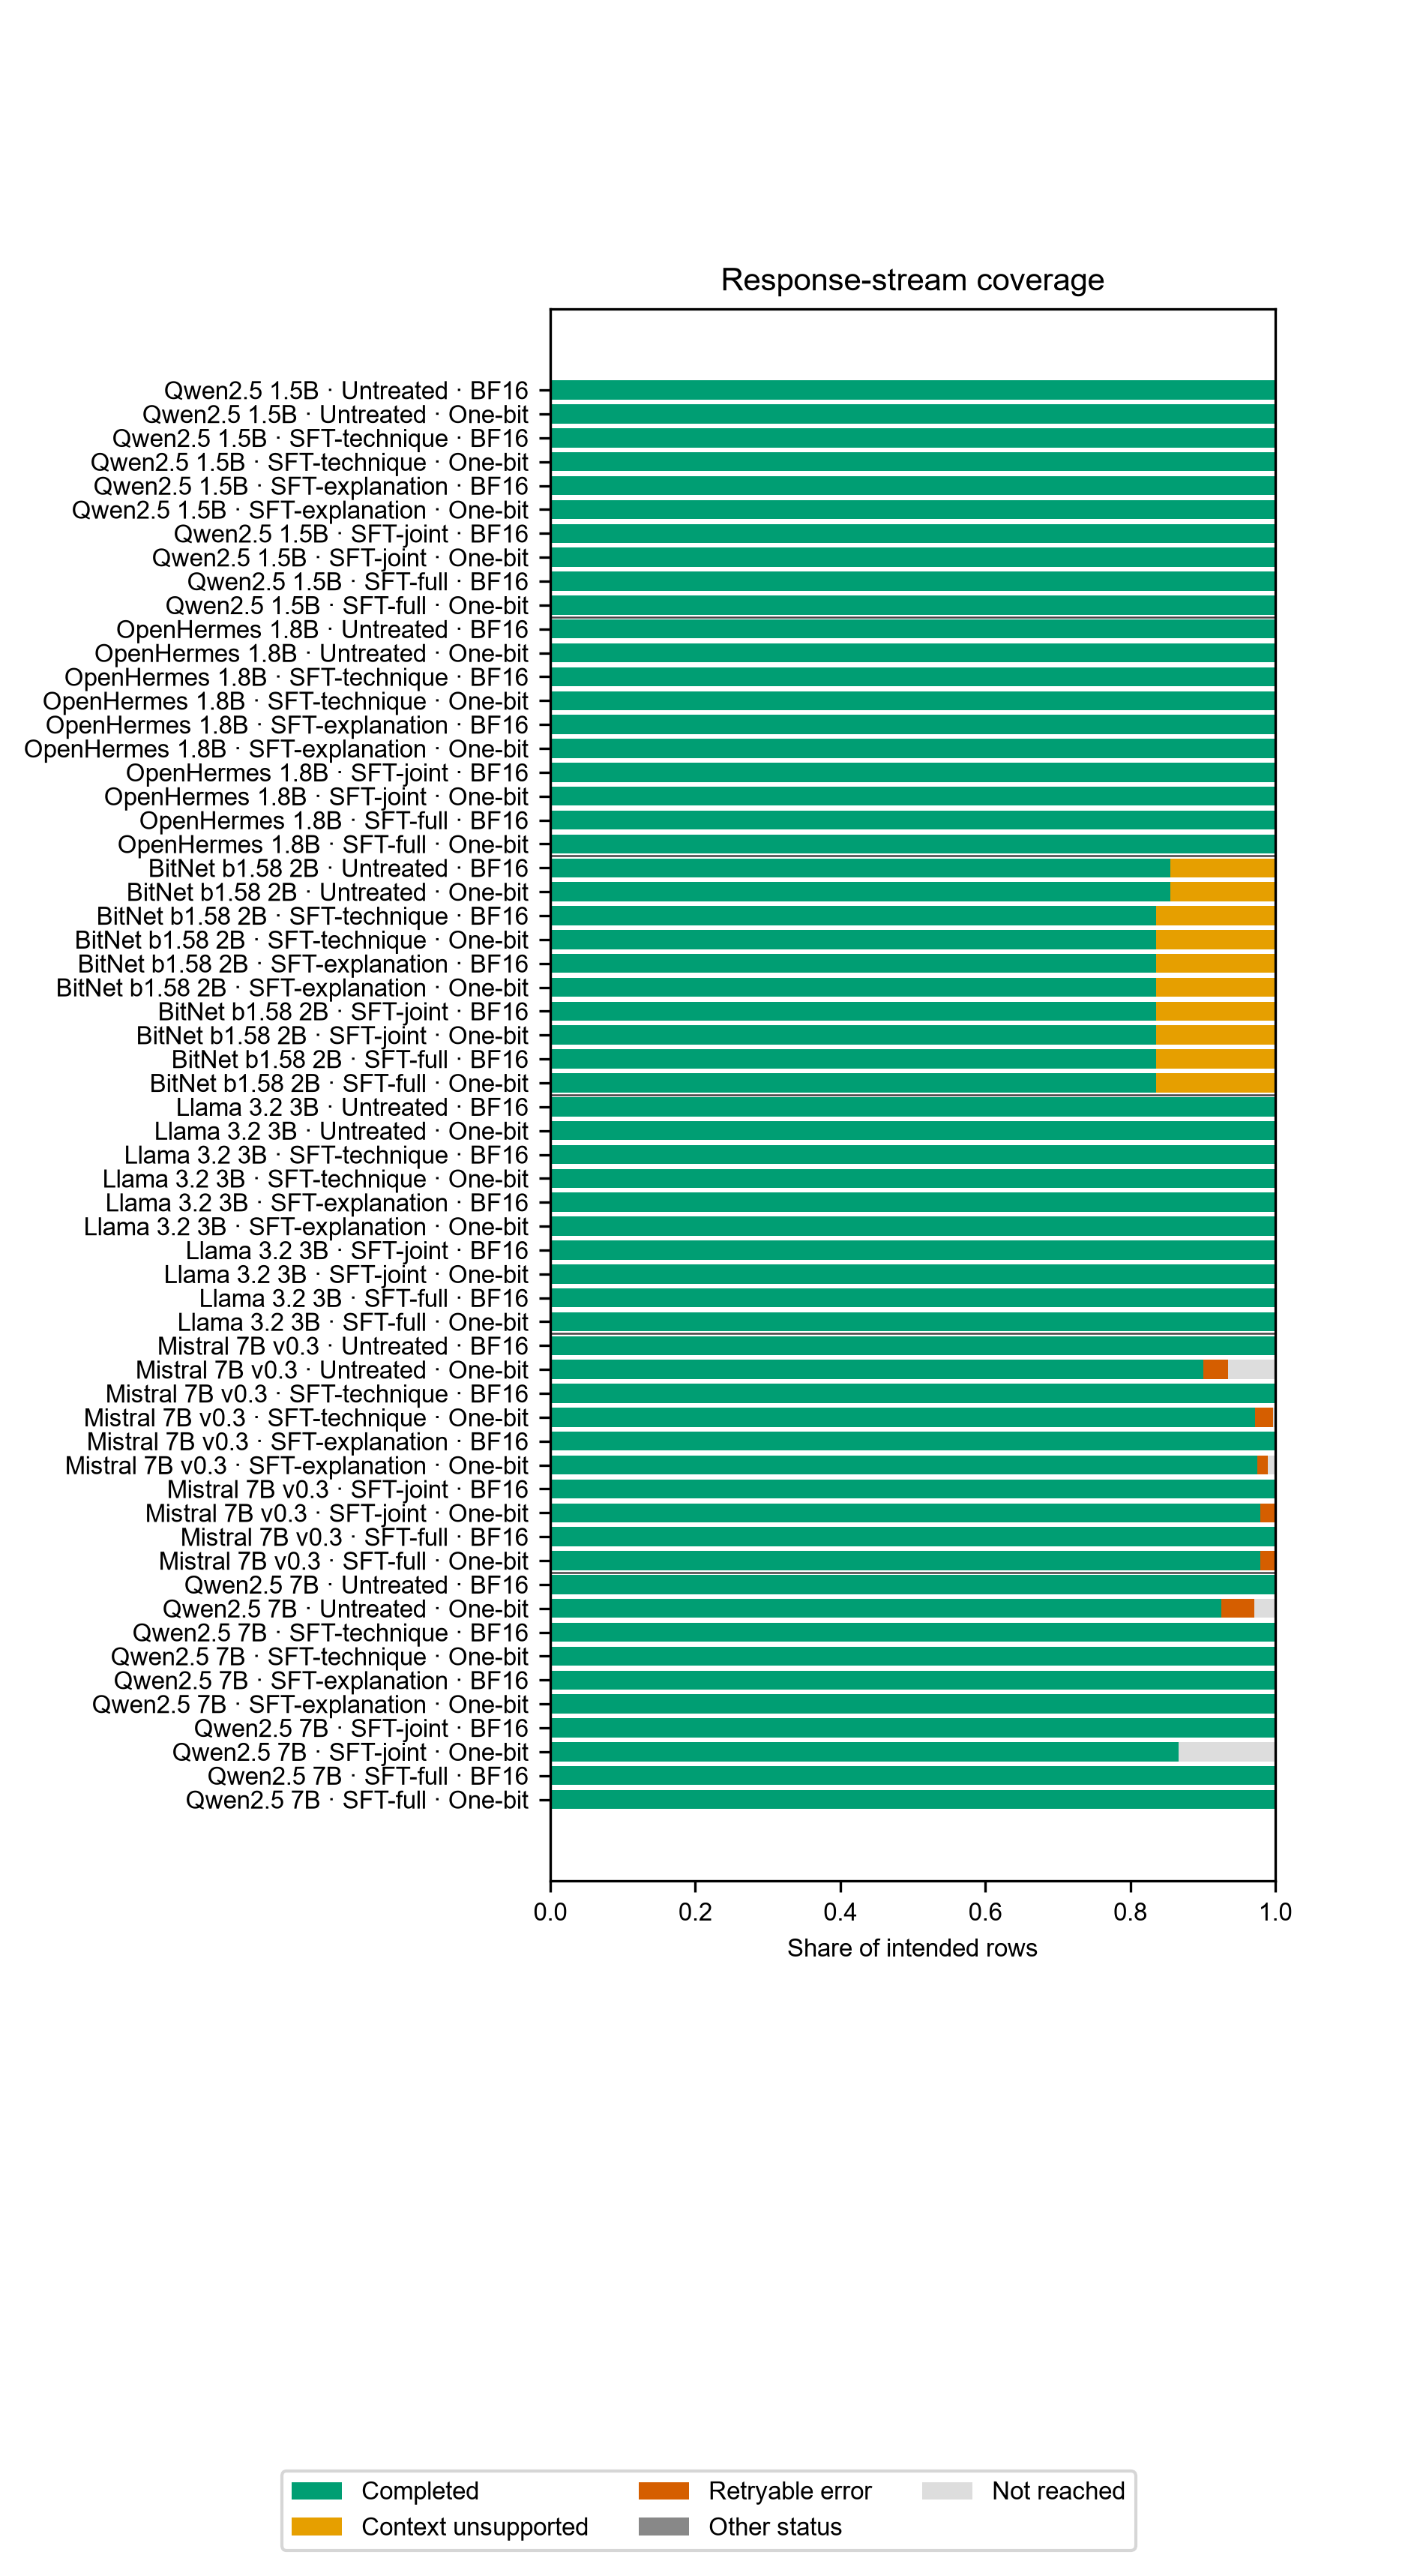 Response-stream coverage
Qwen2.5 1.5B · Untreated · BF16
Qwen2.5 1.5B · Untreated · One-bit
Qwen2.5 1.5B · SFT-technique · BF16
Qwen2.5 1.5B · SFT-technique · One-bit
Qwen2.5 1.5B · SFT-explanation · BF16
Qwen2.5 1.5B · SFT-explanation · One-bit
Qwen2.5 1.5B · SFT-joint · BF16
Qwen2.5 1.5B · SFT-joint · One-bit
Qwen2.5 1.5B · SFT-full · BF16
Qwen2.5 1.5B · SFT-full · One-bit
OpenHermes 1.8B · Untreated · BF16
OpenHermes 1.8B · Untreated · One-bit
OpenHermes 1.8B · SFT-technique · BF16
OpenHermes 1.8B · SFT-technique · One-bit
OpenHermes 1.8B · SFT-explanation · BF16
OpenHermes 1.8B · SFT-explanation · One-bit
OpenHermes 1.8B · SFT-joint · BF16
OpenHermes 1.8B · SFT-joint · One-bit
OpenHermes 1.8B · SFT-full · BF16
OpenHermes 1.8B · SFT-full · One-bit
BitNet b1.58 2B · Untreated · BF16
BitNet b1.58 2B · Untreated · One-bit
BitNet b1.58 2B · SFT-technique · BF16
BitNet b1.58 2B · SFT-technique · One-bit
BitNet b1.58 2B · SFT-explanation · BF16
BitNet b1.58 2B · SFT-explanation · One-bit
BitNet b1.58 2B · SFT-joint · BF16
BitNet b1.58 2B · SFT-joint · One-bit
BitNet b1.58 2B · SFT-full · BF16
BitNet b1.58 2B · SFT-full · One-bit
Llama 3.2 3B · Untreated · BF16
Llama 3.2 3B · Untreated · One-bit
Llama 3.2 3B · SFT-technique · BF16
Llama 3.2 3B · SFT-technique · One-bit
Llama 3.2 3B · SFT-explanation · BF16
Llama 3.2 3B · SFT-explanation · One-bit
Llama 3.2 3B · SFT-joint · BF16
Llama 3.2 3B · SFT-joint · One-bit
Llama 3.2 3B · SFT-full · BF16
Llama 3.2 3B · SFT-full · One-bit
Mistral 7B v0.3 · Untreated · BF16
Mistral 7B v0.3 · Untreated · One-bit
Mistral 7B v0.3 · SFT-technique · BF16
Mistral 7B v0.3 · SFT-technique · One-bit
Mistral 7B v0.3 · SFT-explanation · BF16
Mistral 7B v0.3 · SFT-explanation · One-bit
Mistral 7B v0.3 · SFT-joint · BF16
Mistral 7B v0.3 · SFT-joint · One-bit
Mistral 7B v0.3 · SFT-full · BF16
Mistral 7B v0.3 · SFT-full · One-bit
Qwen2.5 7B · Untreated · BF16
Qwen2.5 7B · Untreated · One-bit
Qwen2.5 7B · SFT-technique · BF16
Qwen2.5 7B · SFT-technique · One-bit
Qwen2.5 7B · SFT-explanation · BF16
Qwen2.5 7B · SFT-explanation · One-bit
Qwen2.5 7B · SFT-joint · BF16
Qwen2.5 7B · SFT-joint · One-bit
Qwen2.5 7B · SFT-full · BF16
Qwen2.5 7B · SFT-full · One-bit
0.0 0.2 0.4 0.6 0.8 1.0
Share of intended rows
Completed Retryable error Not reached
Context unsupported Other status